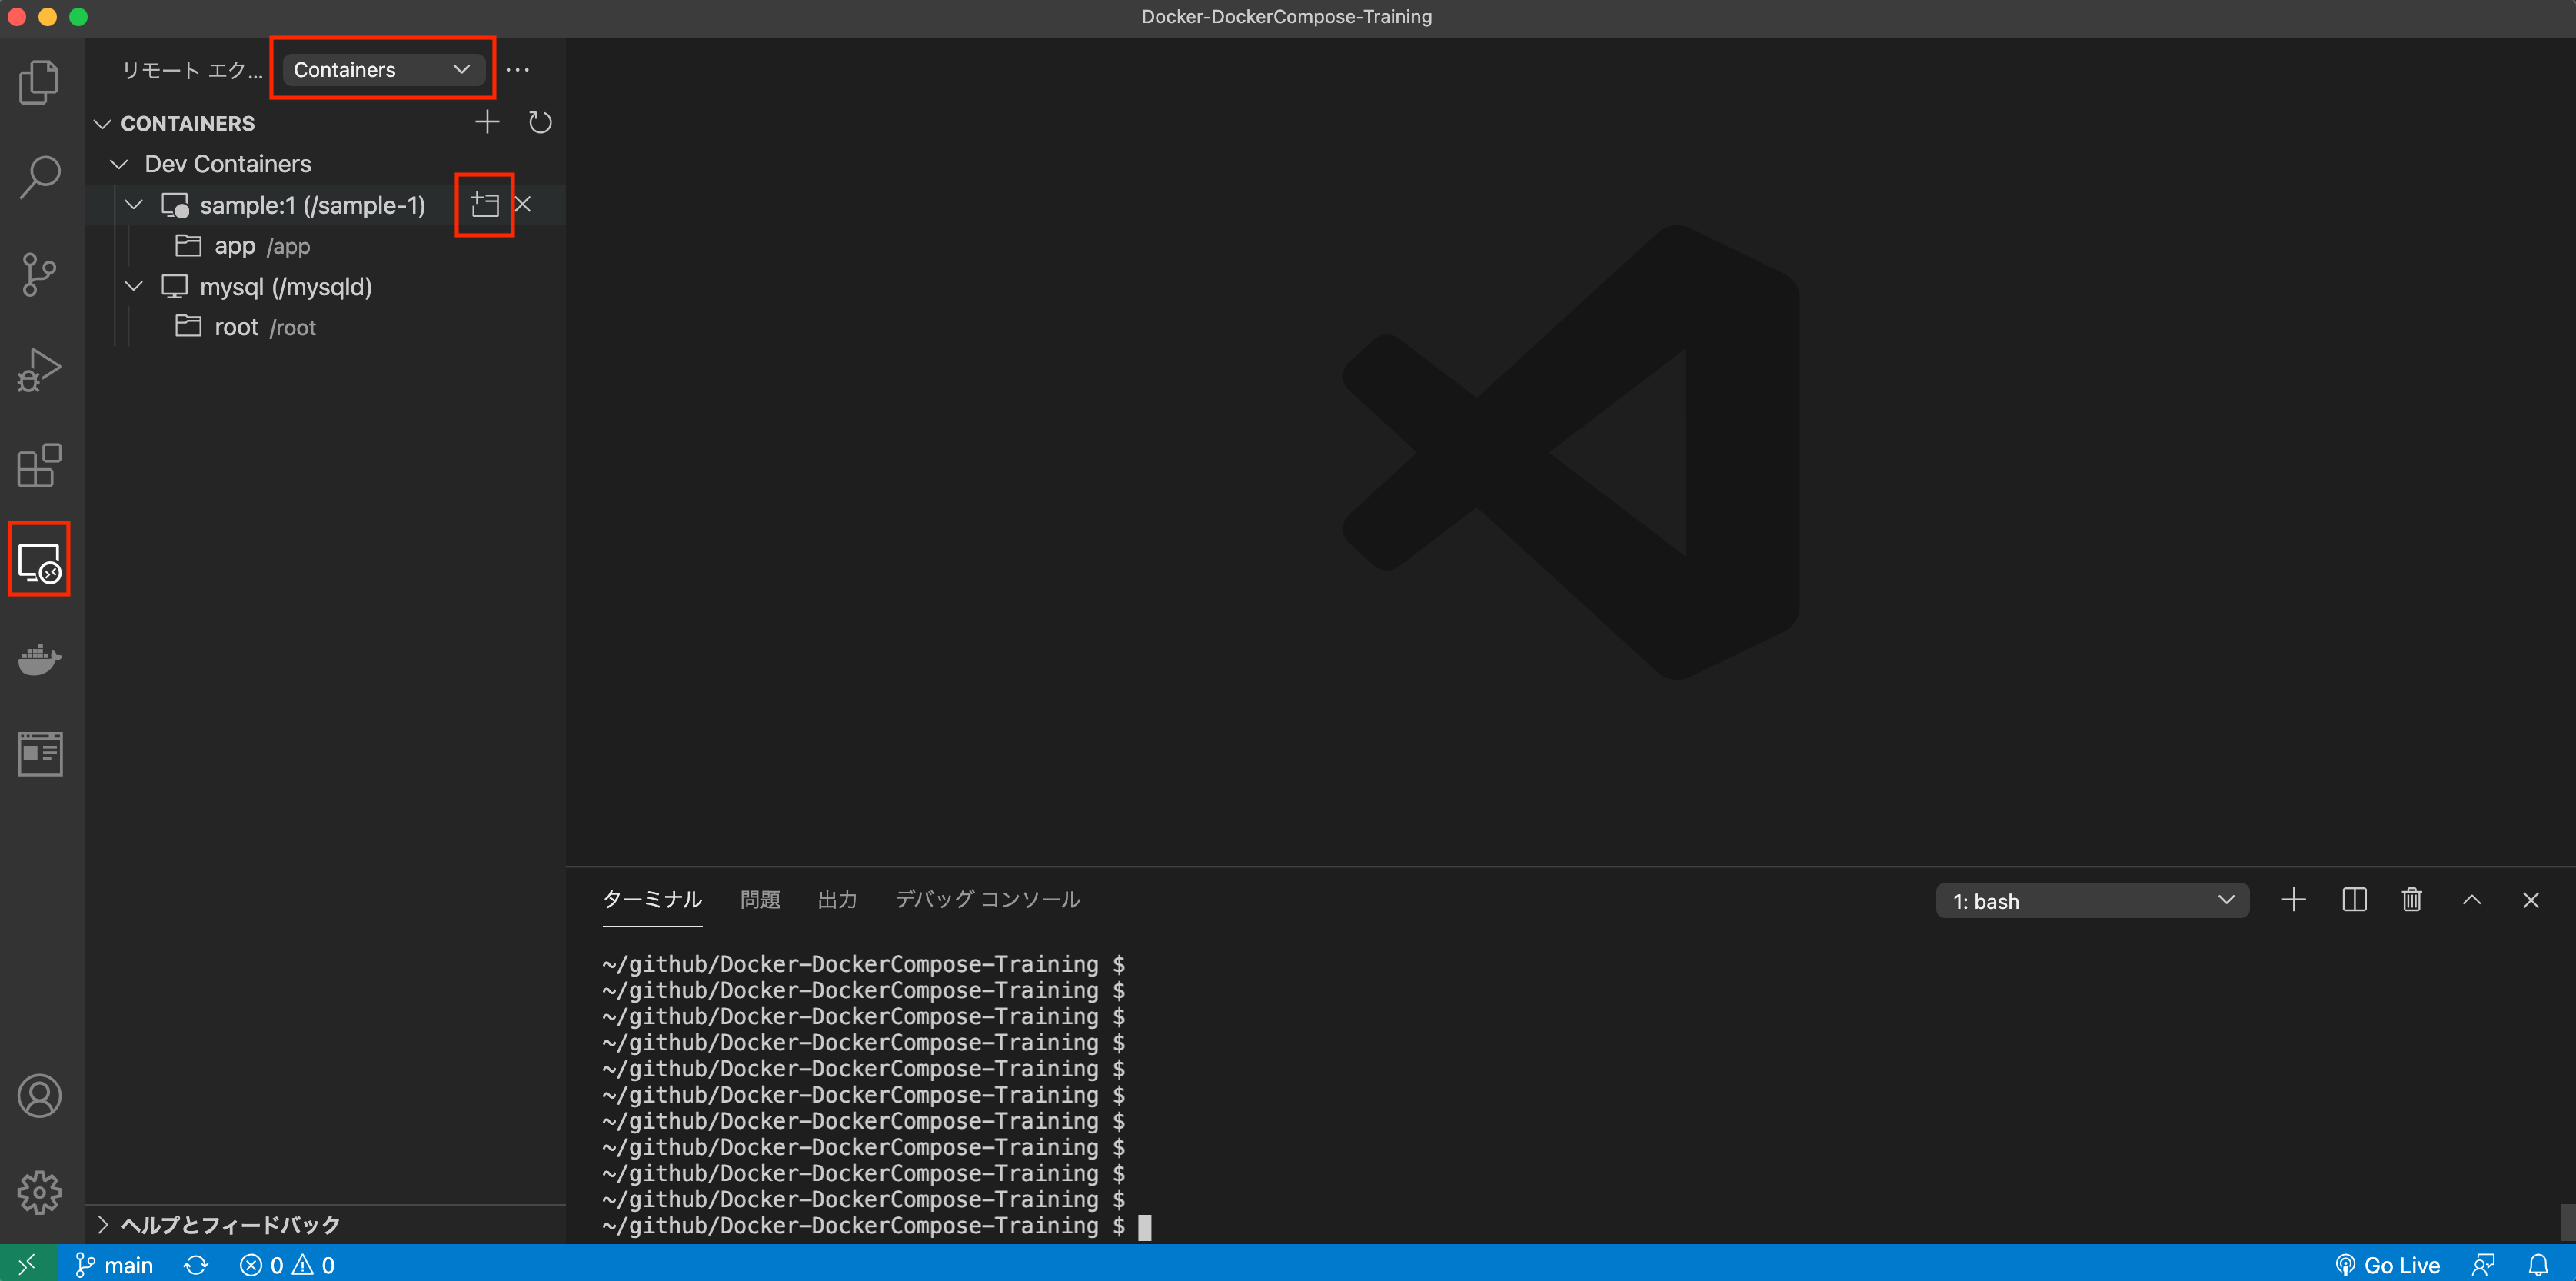 Docker-DockerCompose-Training
リモート エク... Containers ...
CONTAINERS
Dev Containers
sample:1 (/sample-1)
app /app
mysql (/mysqld)
root /root
ヘルプとフィードバック
ターミナル 問題 出力 デバッグ コンソール 1: bash
~/github/Docker-DockerCompose-Training $
~/github/Docker-DockerCompose-Training $
~/github/Docker-DockerCompose-Training $
~/github/Docker-DockerCompose-Training $
~/github/Docker-DockerCompose-Training $
~/github/Docker-DockerCompose-Training $
~/github/Docker-DockerCompose-Training $
~/github/Docker-DockerCompose-Training $
~/github/Docker-DockerCompose-Training $
~/github/Docker-DockerCompose-Training $
~/github/Docker-DockerCompose-Training $
main 0 0 Go Live